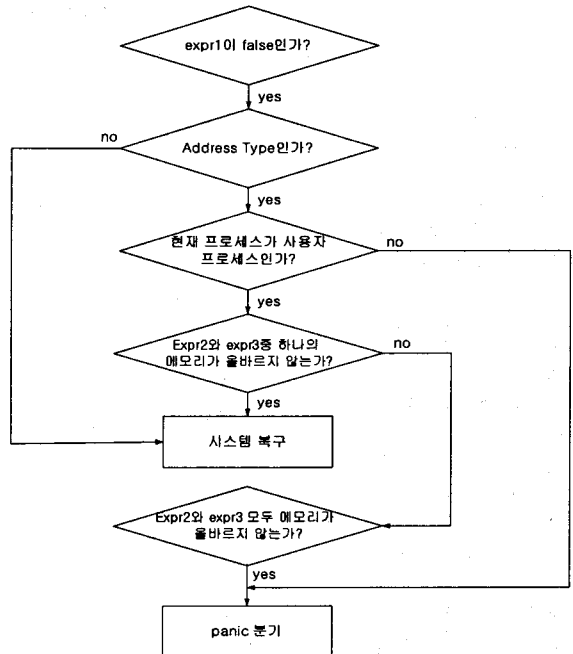 expr1이 false인가?
yes
no
Address Type인가?
yes
현재 프로세스가 사용자
프로세스인가?
no
yes
Expr2와 expr3중 하나의
메모리가 올바르지 않는가?
no
yes
시스템 복구
Expr2와 expr3 모두 메모리가
올바르지 않는가?
yes
panic 분기